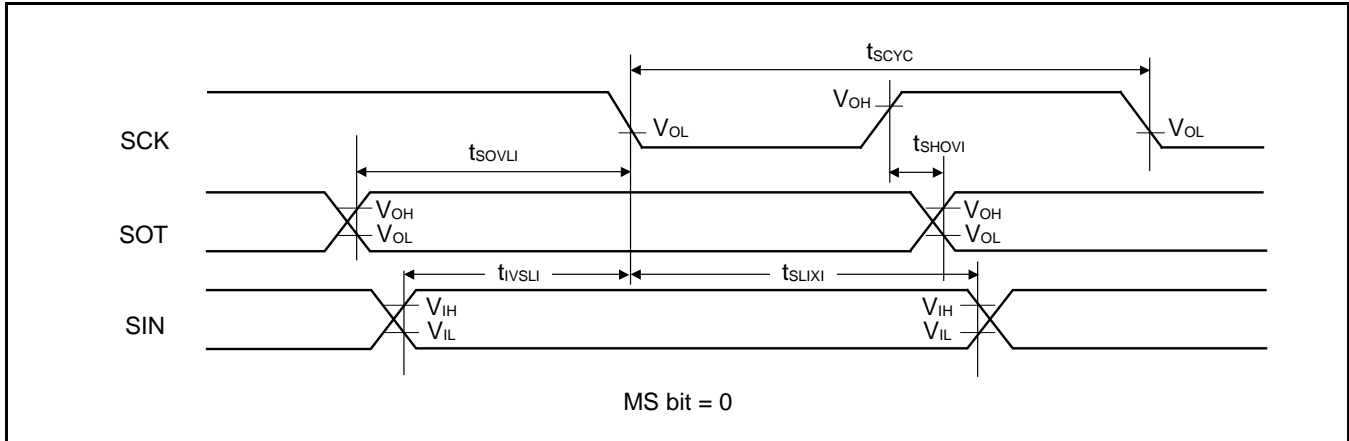 tSCYC
VOH
SCK
VOL
VOL
tSOVLI
tSHOVI
SOT
VOH
VOL
VOH
VOL
tIVSLI
tSLIXI
SIN
VIH
VIL
VIH
VIL
MS bit = 0